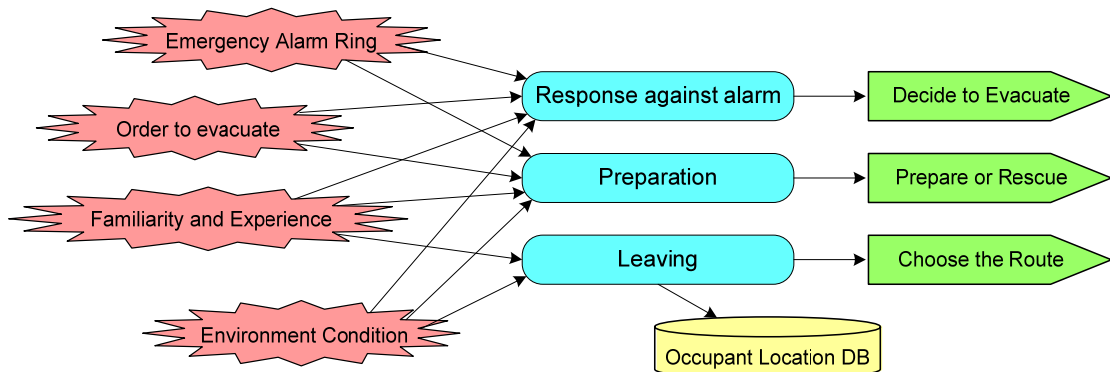 Emergency Alarm Ring
Response against alarm
Decide to Evacuate
Order to evacuate
Preparation
Prepare or Rescue
Familiarity and Experience
Leaving
Choose the Route
Environment Condition
Occupant Location DB